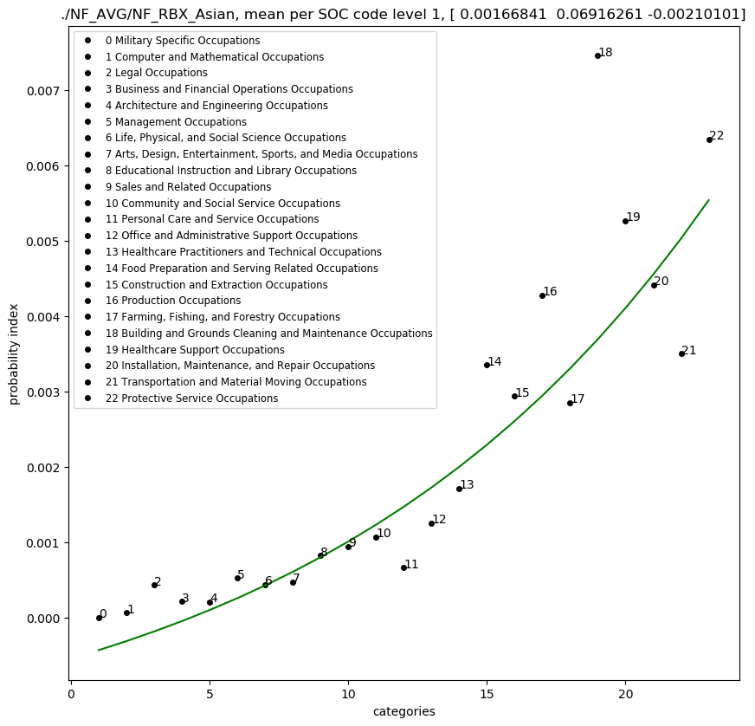 ./NF_AVG/NF_RBX_Asian, mean per SOC code level 1, [ 0.00166841  0.06916261 -0.00210101]
0 Military Specific Occupations
1 Computer and Mathematical Occupations
2 Legal Occupations
3 Business and Financial Operations Occupations
4 Architecture and Engineering Occupations
5 Management Occupations
6 Life, Physical, and Social Science Occupations
7 Arts, Design, Entertainment, Sports, and Media Occupations
8 Educational Instruction and Library Occupations
9 Sales and Related Occupations
10 Community and Social Service Occupations
11 Personal Care and Service Occupations
12 Office and Administrative Support Occupations
13 Healthcare Practitioners and Technical Occupations
14 Food Preparation and Serving Related Occupations
15 Construction and Extraction Occupations
16 Production Occupations
17 Farming, Fishing, and Forestry Occupations
18 Building and Grounds Cleaning and Maintenance Occupations
19 Healthcare Support Occupations
20 Installation, Maintenance, and Repair Occupations
21 Transportation and Material Moving Occupations
22 Protective Service Occupations
18
22
19
20
16
21
14
15
17
13
12
10
11
9
8
7
6
5
4
3
2
1
0
0.007
0.006
0.005
0.004
0.003
0.002
0.001
0.000
probability index
0
5
10
15
20
categories